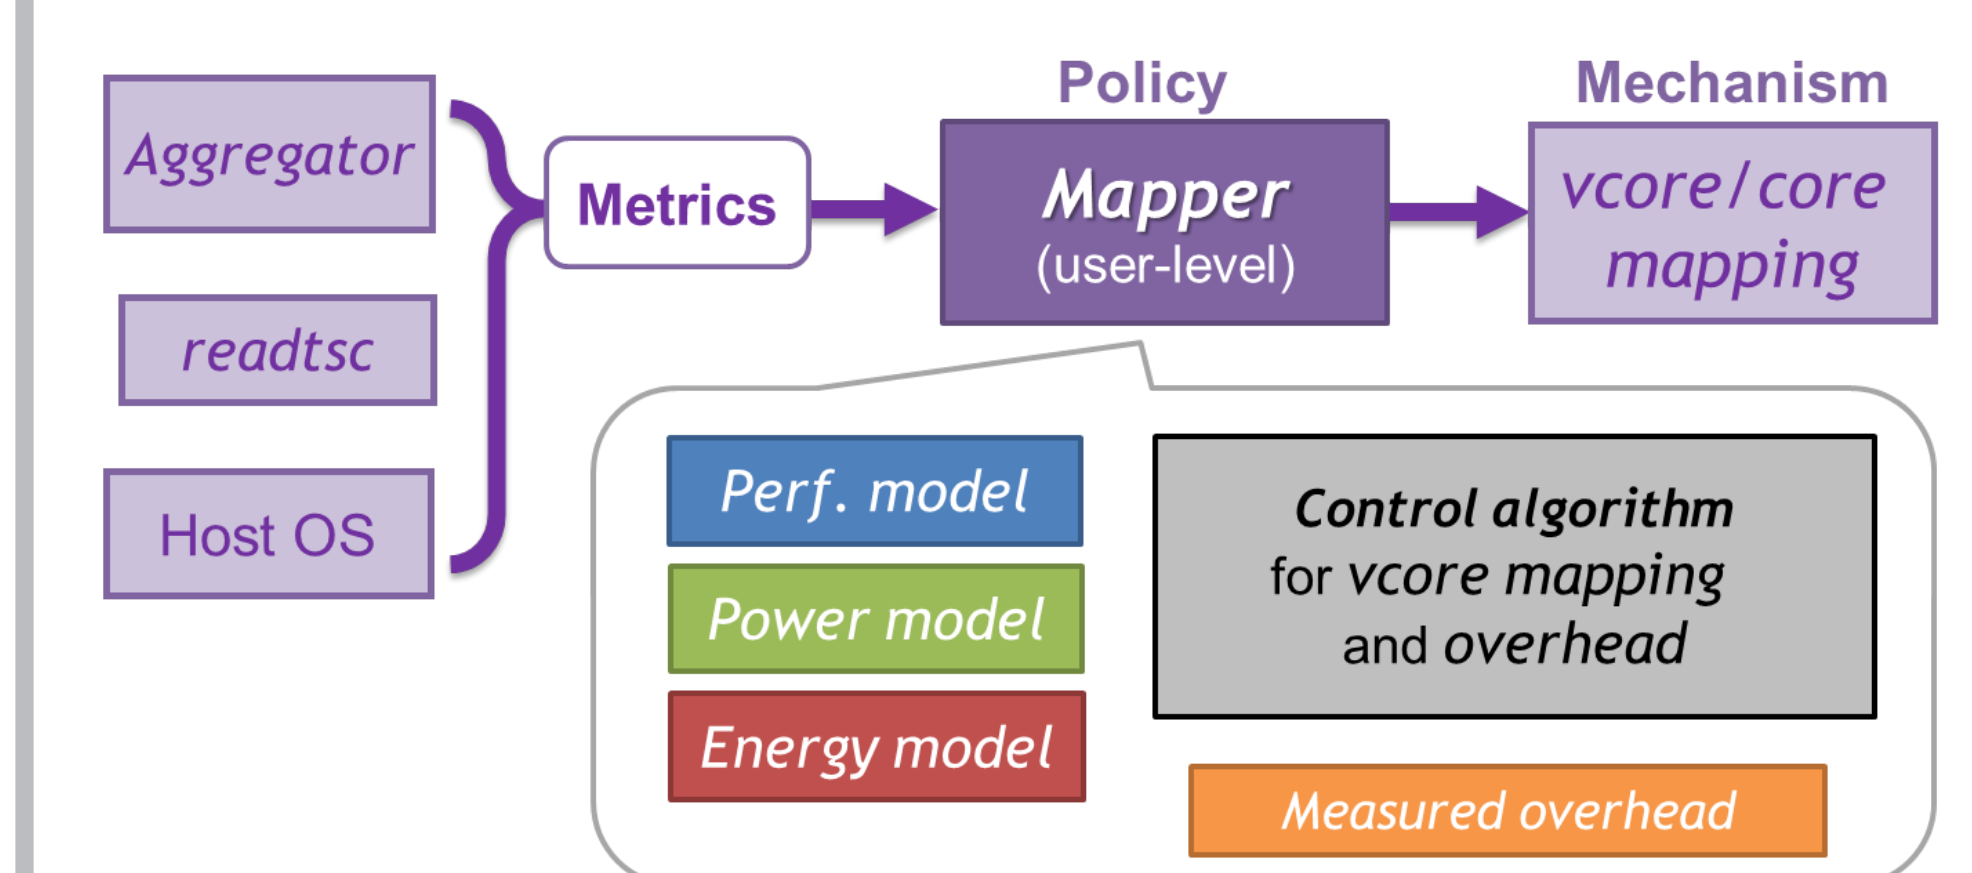 Policy
Mechanism
Aggregator
Metrics
Mapper
(user-level)
vcore/core
mapping
readtsc
Host OS
Perf. model
Power model
Energy model
Control algorithm
for vcore mapping
and overhead
Measured overhead